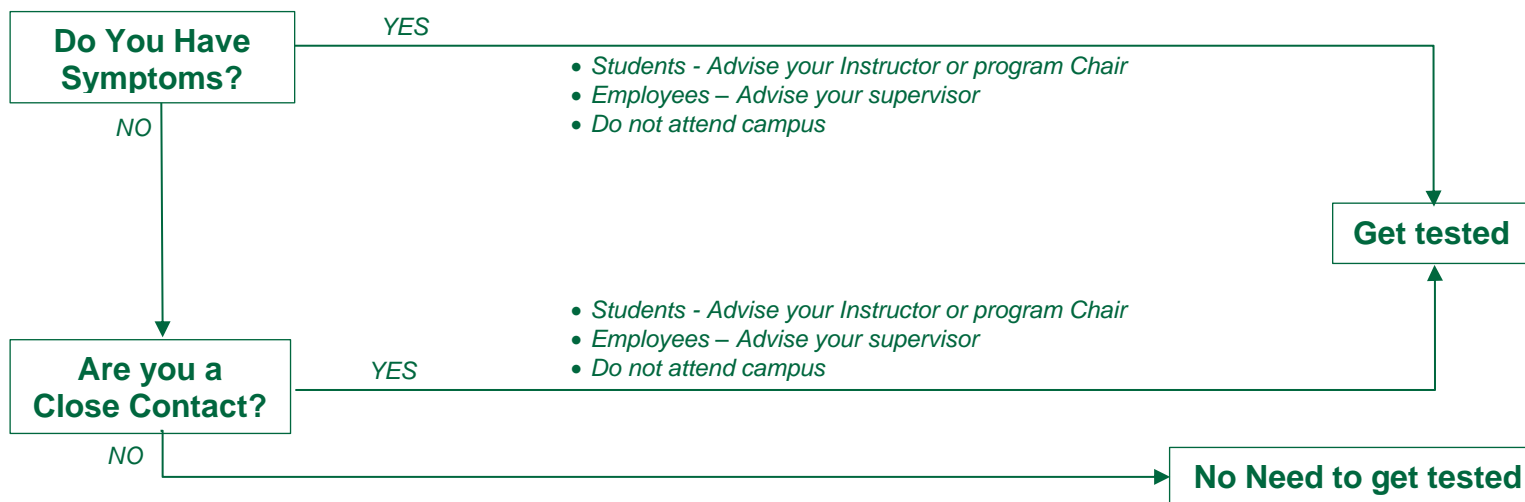 Do You Have
Symptoms?
YES
• Students - Advise your Instructor or program Chair
• Employees – Advise your supervisor
• Do not attend campus
NO
Get tested
Are you a
Close Contact?
YES
• Students - Advise your Instructor or program Chair
• Employees – Advise your supervisor
• Do not attend campus
NO
No Need to get tested